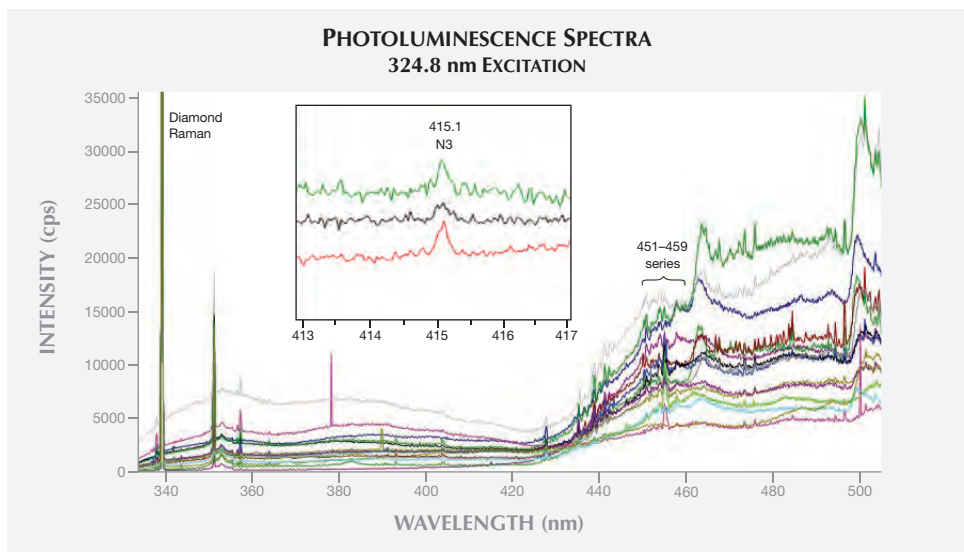 PHOTOLUMINESCENCE SPECTRA
324.8 nm EXCITATION
35000
30000
25000
20000
15000
10000
5000
0
INTENSITY (cps)
Diamond
Raman
415.1
N3
413 414 415 416 417
451–459
series
340 360 380 400 420 440 460 480 500
WAVELENGTH (nm)